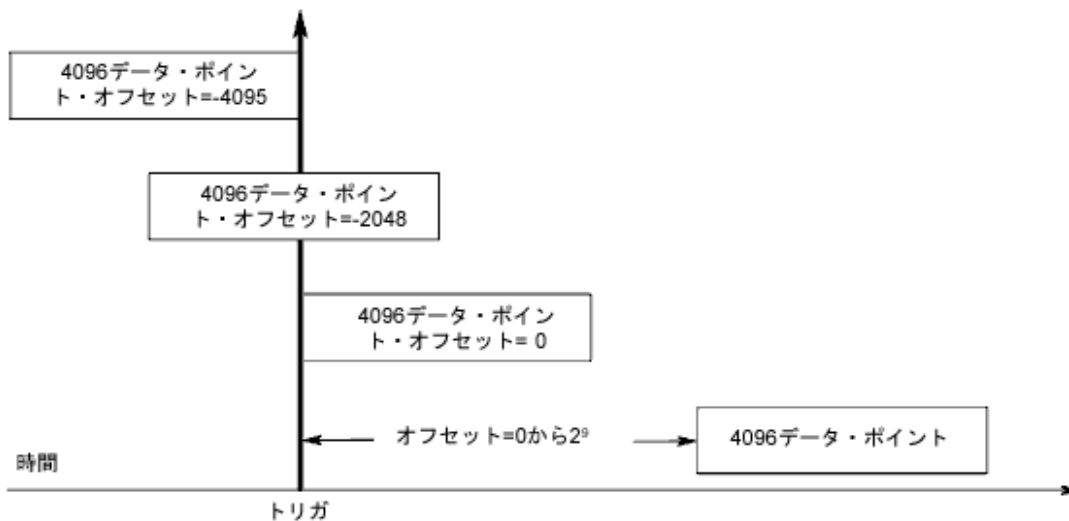 4096データ・ポイン
ト・オフセット=-4095
4096データ・ポイン
ト・オフセット=-2048
4096データ・ポイン
ト・オフセット= 0
オフセット=0から2⁹
4096データ・ポイント
時間
トリガ